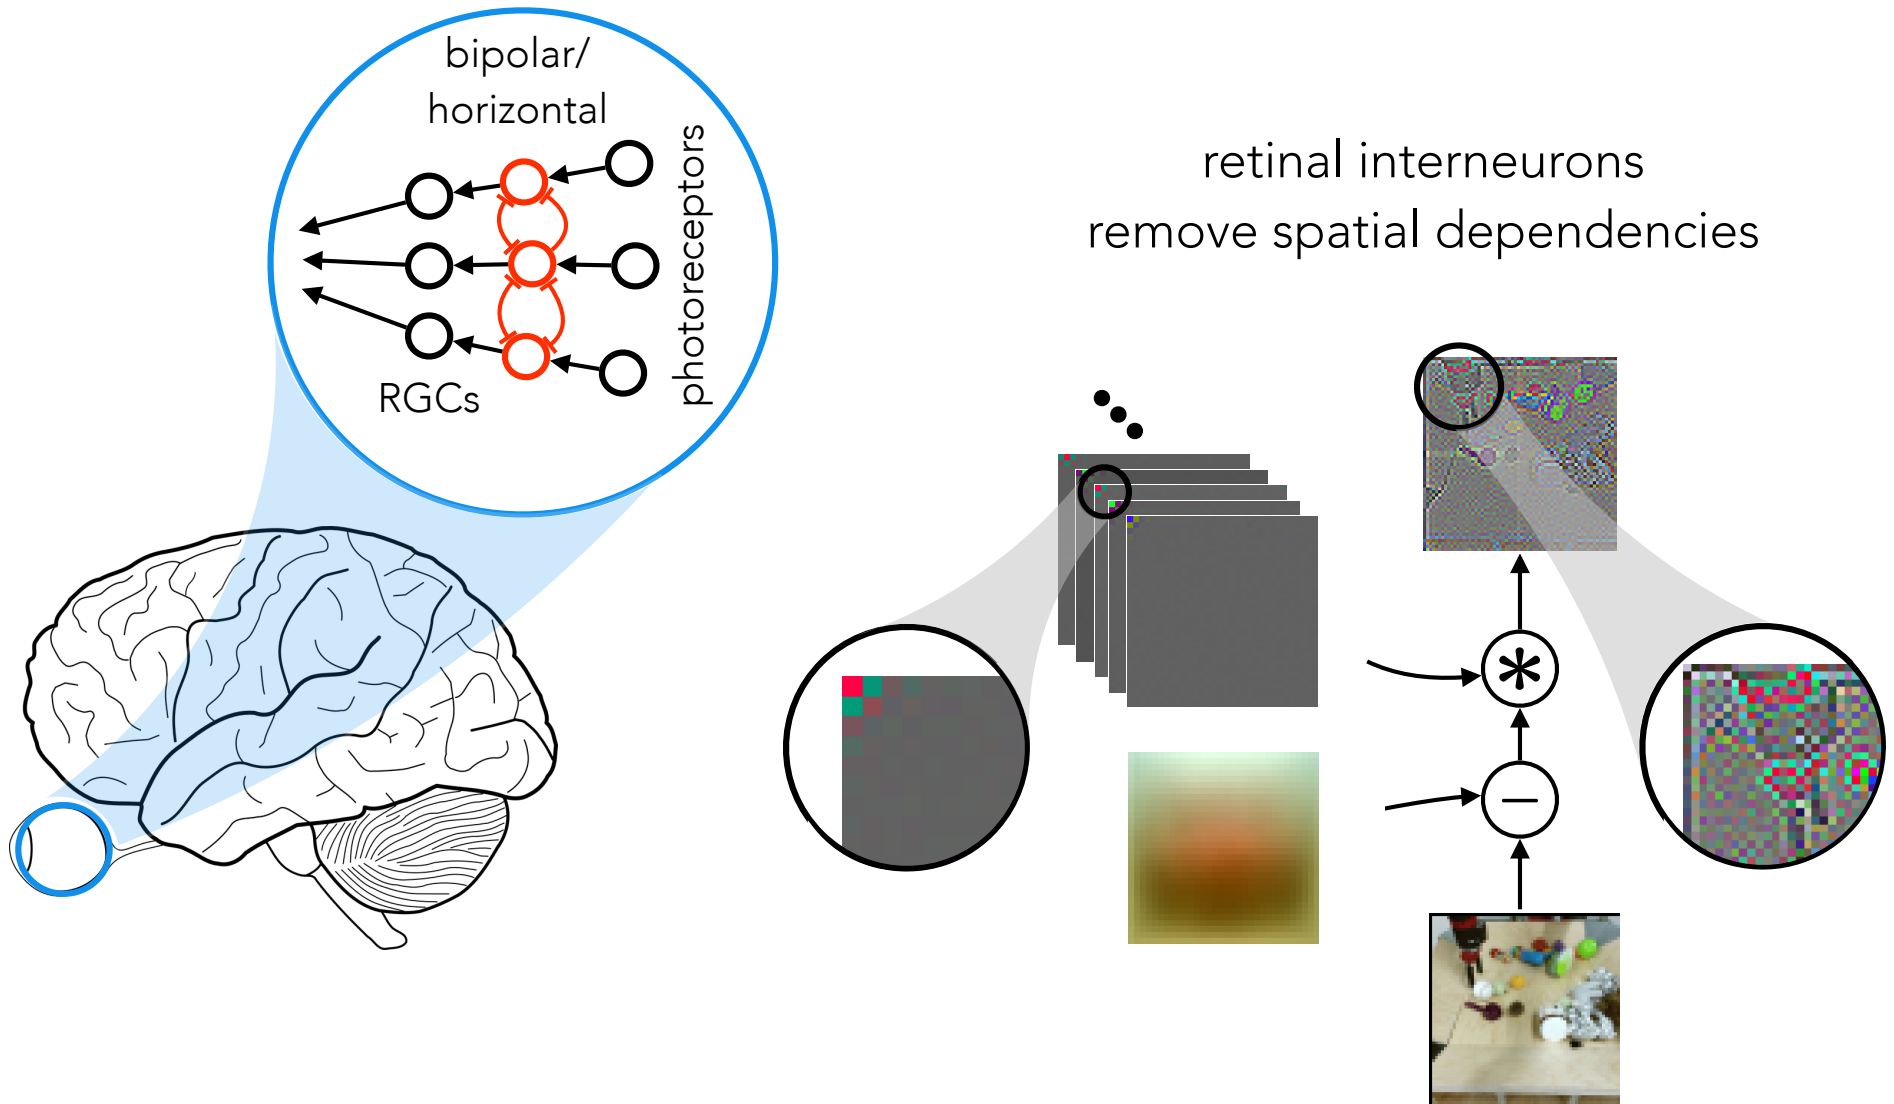 bipolar/
horizontal
photoreceptors
RGCs
retinal interneurons
remove spatial dependencies